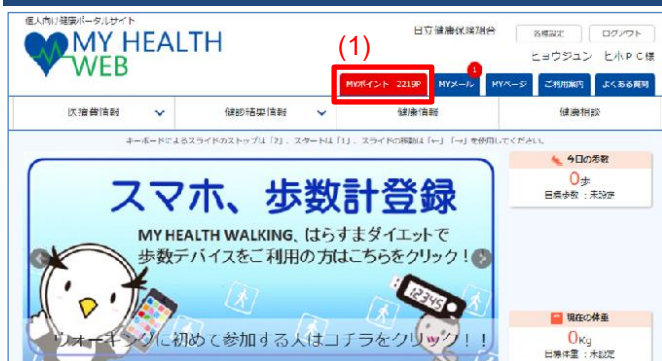 個人向け健康ポータルサイト
MY HEALTH
WEB
日立健康保険組合
各種設定
ログアウト
ヒョウジュン ヒホPC様
(1)
MYポイント 2219P
MYメール
1
MYページ
ご利用案内
よくある質問
医療費情報
健診結果情報
健康情報
健康相談
キーボードによるスライドのストップは「2」、スタートは「1」、スライドの移動は「←」「→」を使用してください。
スマホ、歩数計登録
MY HEALTH WALKING、はらすまダイエットで
歩数デバイスをご利用の方はこちらをクリック!
12345
ウォーキングに初めて参加する人はコチラをクリック!!
今日の歩数
0歩
目標歩数:未設定
現在の体重
0Kg
目標体重:未設定